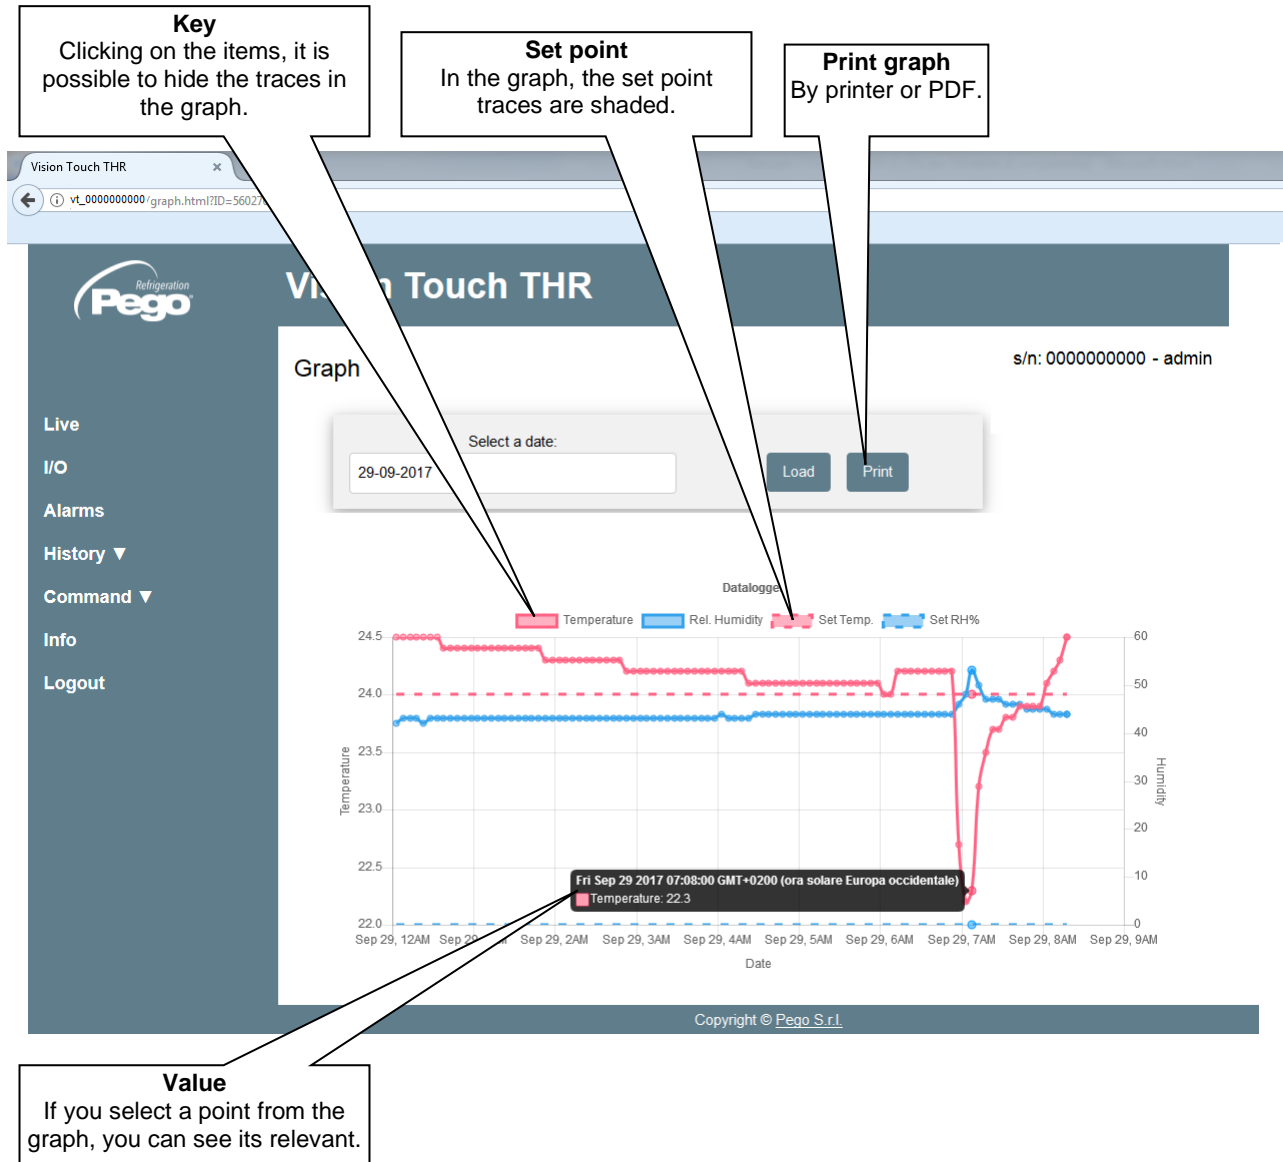 Key
Clicking on the items, it is
possible to hide the traces in
the graph.
Set point
In the graph, the set point
traces are shaded.
Print graph
By printer or PDF.
Vision Touch THR ×
vt_0000000000/graph.html?ID=56027
Refrigeration
Pego
Touch THR
Graph
s/n: 0000000000 - admin
Live
I/O
Alarms
History ▼
Command ▼
Info
Logout
Select a date:
29-09-2017
Load
Print
Datalogge
Temperature Rel. Humidity Set Temp. Set RH%
24.5
24.0
23.5
23.0
22.5
22.0
Temperature
60
50
40
30
20
10
0
Humidity
Fri Sep 29 2017 07:08:00 GMT+0200 (ora solare Europa occidentale)
Temperature: 22.3
Sep 29, 12AM Sep 29, 2AM Sep 29, 3AM Sep 29, 4AM Sep 29, 5AM Sep 29, 6AM Sep 29, 7AM Sep 29, 8AM Sep 29, 9AM
Date
Copyright © Pego S.r.l.
Value
If you select a point from the
graph, you can see its relevant.